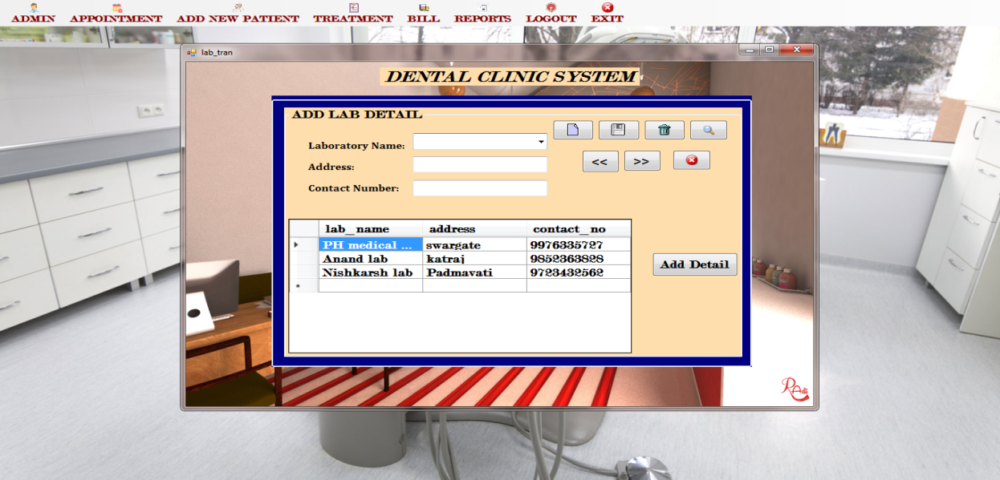 ADMIN APPOINTMENT ADD NEW PATIENT TREATMENT BILL REPORTS LOGOUT EXIT
lab_tran
DENTAL CLINIC SYSTEM
ADD LAB DETAIL
Laboratory Name:
Address:
Contact Number:
<< >>
lab_name address contact_no
PH medical ... swargate 9976335727
Anand lab katraj 9852363828
Nishkarsh lab Padmavati 9723432562
Add Detail
RAdi